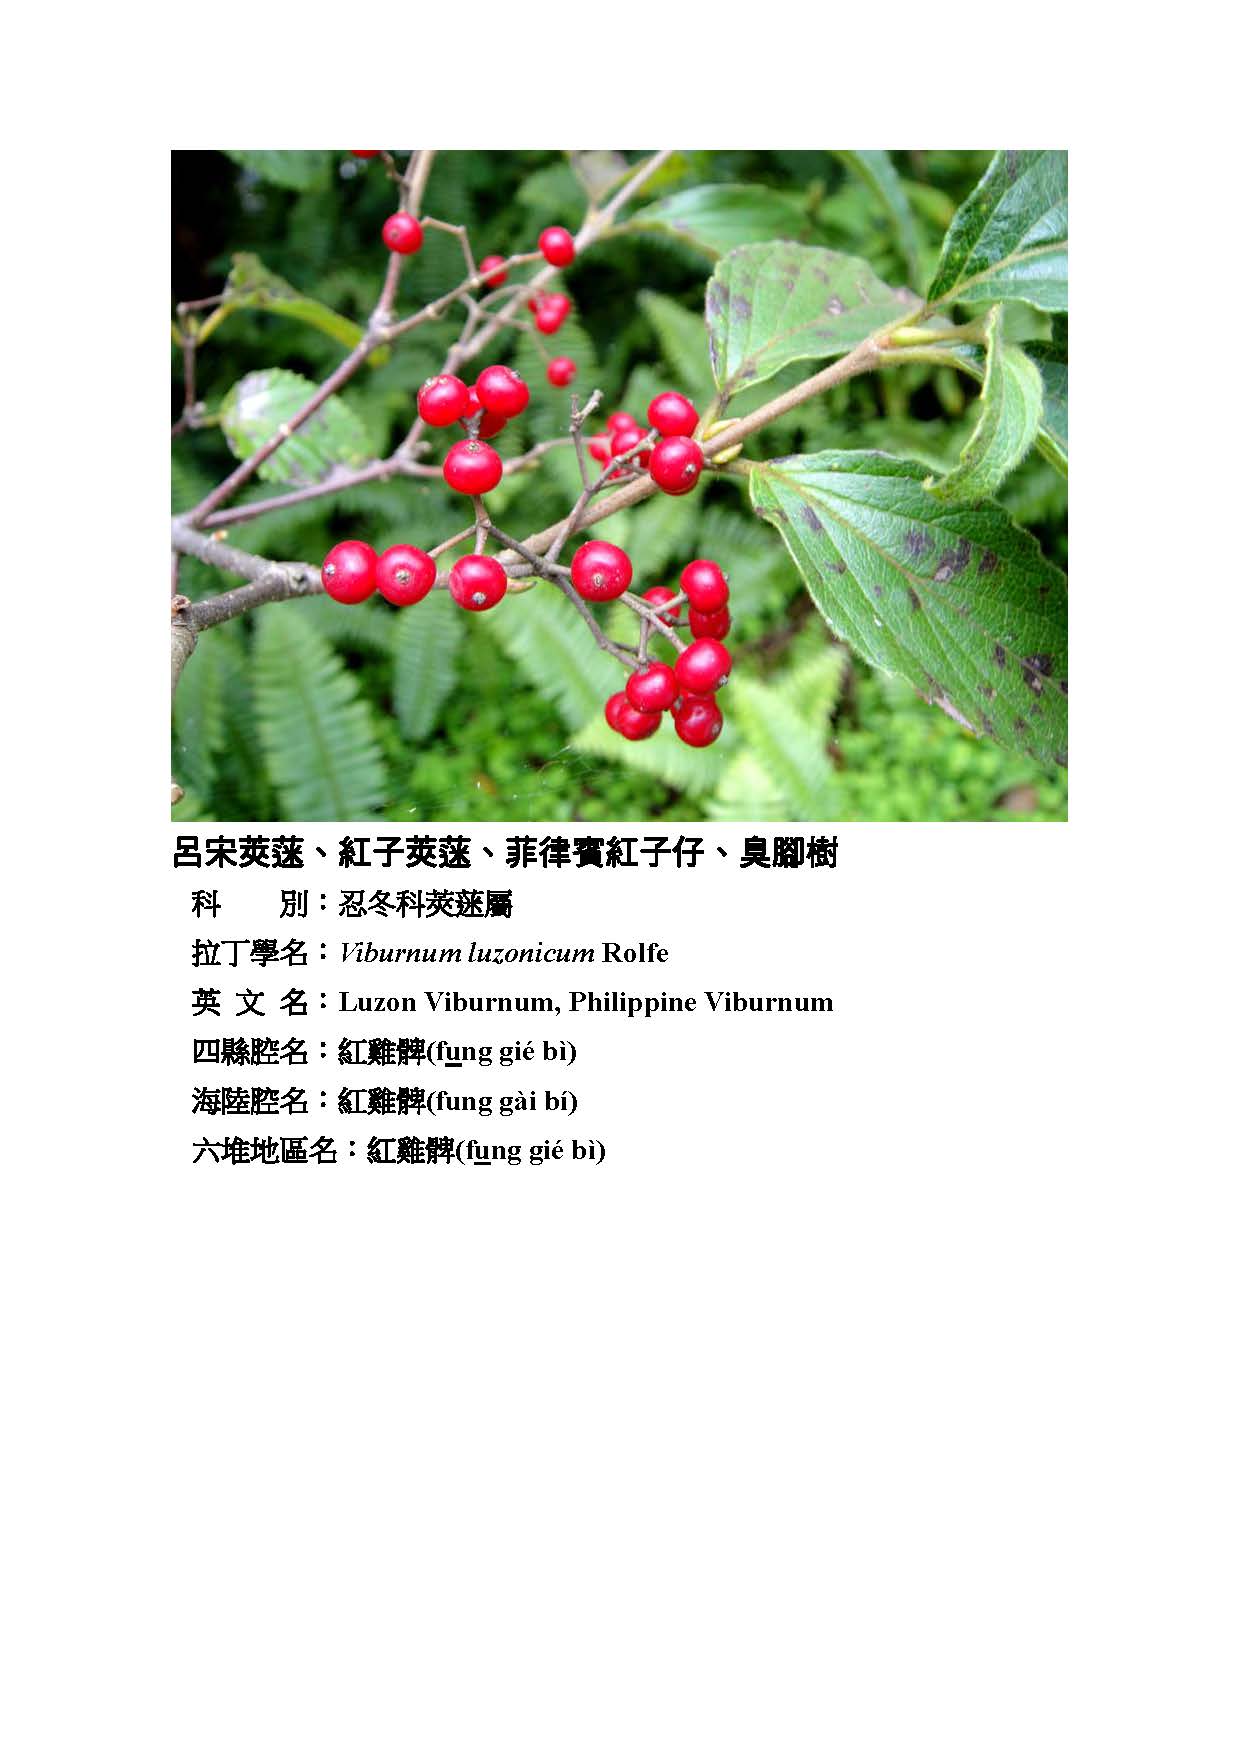 呂宋莢蒾、紅子莢蒾、菲律賓紅子仔、臭腳樹
科　　別：忍冬科莢蒾屬
拉丁學名：Viburnum luzonicum Rolfe
英 文 名：Luzon Viburnum, Philippine Viburnum
四縣腔名：紅雞髀(fung gié bì)
海陸腔名：紅雞髀(fung gài bí)
六堆地區名：紅雞髀(fung gié bì)